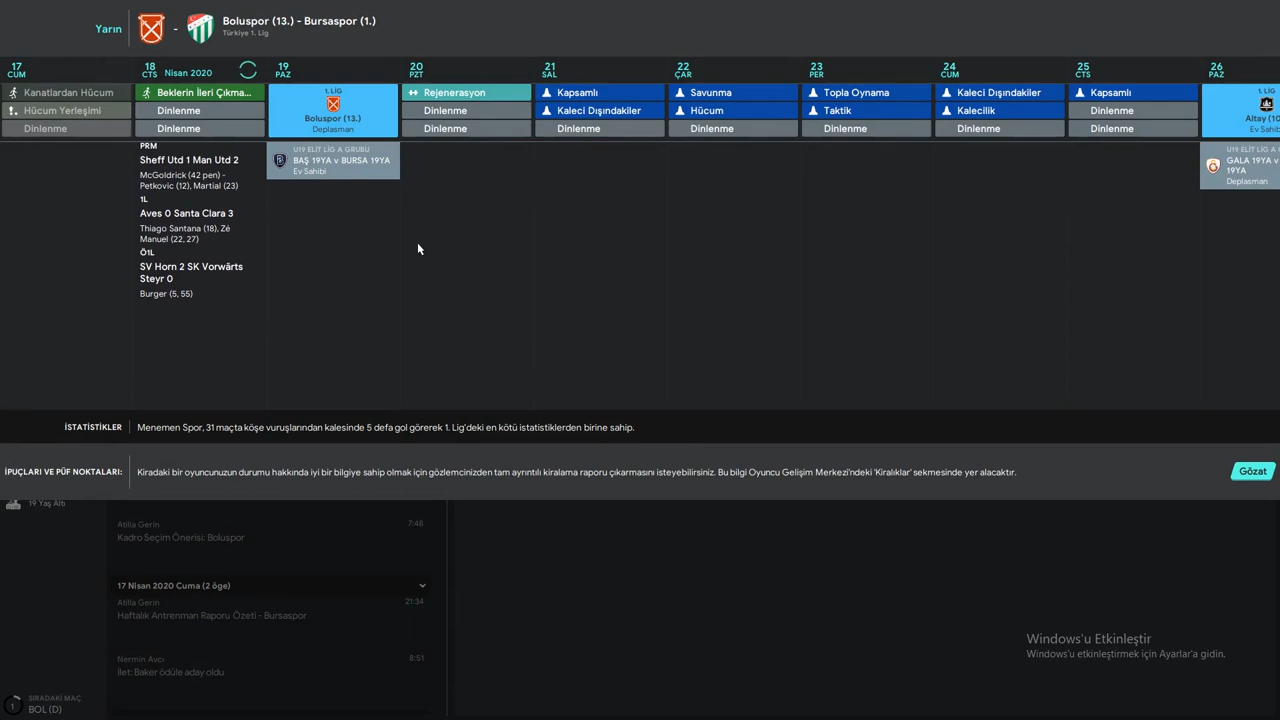 Yarın
-
Boluspor (13.) - Bursaspor (1.)
Türkiye 1. Lig
17
CUM
18
CTS
Nisan 2020
19
PAZ
20
PZT
21
SAL
22
ÇAR
23
PER
24
CUM
25
CTS
26
PAZ
Kanatlardan Hücum
Hücum Yerleşimi
Dinlenme
Beklerin İleri Çıkma...
Dinlenme
Dinlenme
1. LİG
Boluspor (13.)
Deplasman
Rejenerasyon
Dinlenme
Dinlenme
Kapsamlı
Kaleci Dışındakiler
Dinlenme
Savunma
Hücum
Dinlenme
Topla Oynama
Taktik
Dinlenme
Kaleci Dışındakiler
Kalecilik
Dinlenme
Kapsamlı
Dinlenme
Dinlenme
1. LİG
Altay (10
Ev Sahib
PRM
Sheff Utd 1 Man Utd 2
McGoldrick (42 pen) -
Petkovic (12), Martial (23)
1L
Aves 0 Santa Clara 3
Thiago Santana (18), Zé
Manuel (22, 27)
Ö1L
SV Horn 2 SK Vorwärts
Steyr 0
Burger (5, 55)
U19 ELİT LİG A GRUBU
BAŞ 19YA v BURSA 19YA
Ev Sahibi
U19 ELİT LİG A
GALA 19YA v
19YA
Deplasman
İSTATİSTİKLER
Menemen Spor, 31 maçta köşe vuruşlarından kalesinde 5 defa gol görerek 1. Lig'deki en kötü istatistiklerden birine sahip.
İPUÇLARI VE PÜF NOKTALARI:
Kiradaki bir oyuncunuzun durumu hakkında iyi bir bilgiye sahip olmak için gözlemcinizden tam ayrıntılı kiralama raporu çıkarmasını isteyebilirsiniz. Bu bilgi Oyuncu Gelişim Merkezi'ndeki 'Kiralıklar' sekmesinde yer alacaktır.
Gözat
19 Yaş Altı
Atilla Gerin
7:46
Kadro Seçim Önerisi: Boluspor
17 Nisan 2020 Cuma (2 öge)
Atilla Gerin
21:34
Haftalık Antrenman Raporu Özeti - Bursaspor
Nermin Avcı
8:51
İlet: Baker ödüle aday oldu
Windows'u Etkinleştir
Windows'u etkinleştirmek için Ayarlar'a gidin.
1
SIRADAKİ MAÇ
BOL (D)